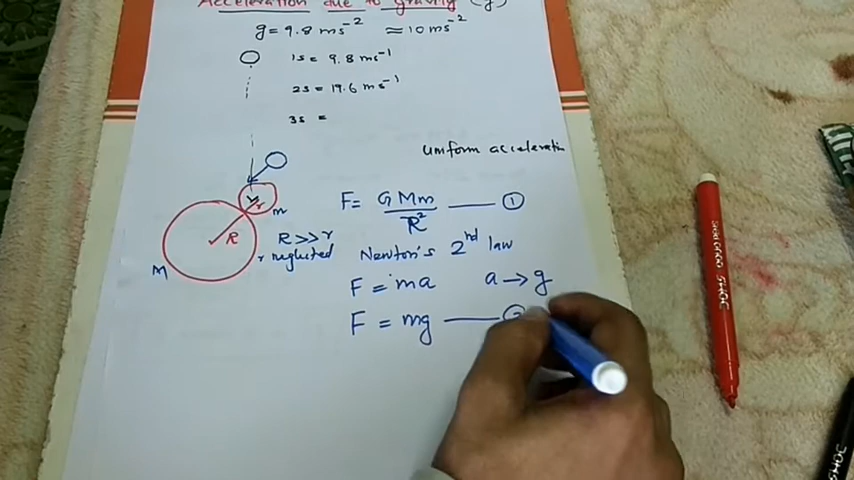 Acceleration due to gravity (g)
g = 9.8 ms⁻² ≈ 10 ms⁻²
1s = 9.8 ms⁻¹
2s = 19.6 ms⁻¹
3s =
Uniform acceleration
F = GMm/R² —— ①
r
m
R
R >>> r
r neglected
M
Newton's 2nd law
F = ma a → g
F = mg ——
SHOC